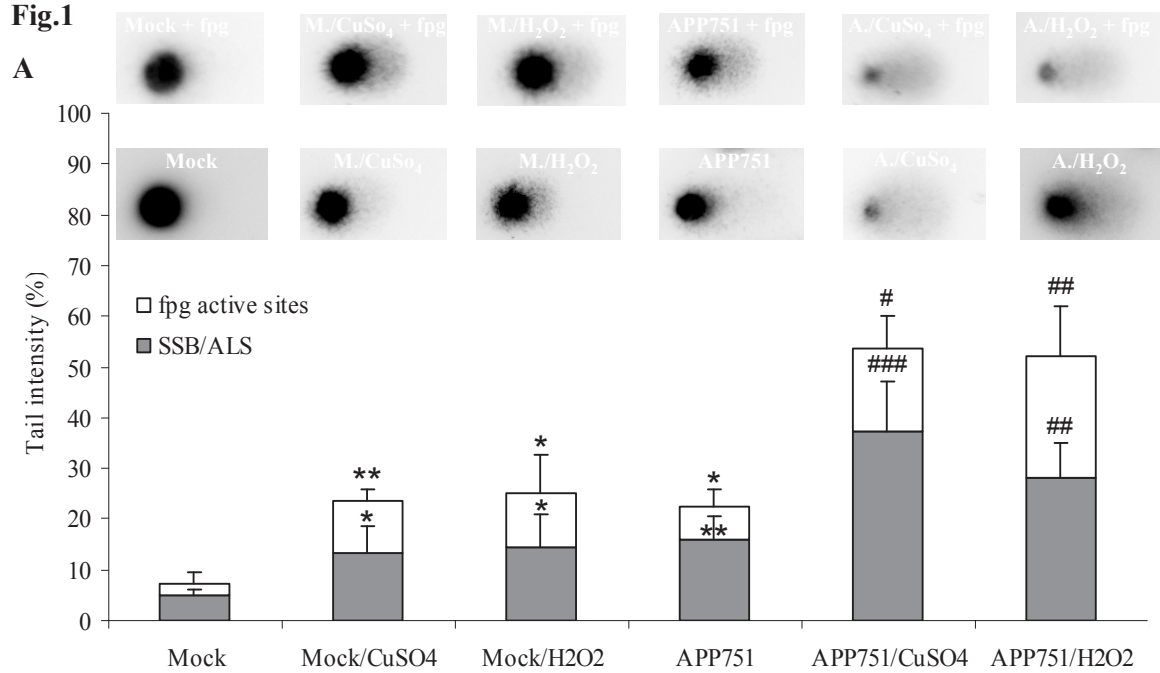 Fig.1
A
Mock + fpg
M./CuSo₄ + fpg
M./H₂O₂ + fpg
APP751 + fpg
A./CuSo₄ + fpg
A./H₂O₂ + fpg
Mock
M./CuSo₄
M./H₂O₂
APP751
A./CuSo₄
A./H₂O₂
Tail intensity (%)
100
90
80
70
60
50
40
30
20
10
0
fpg active sites
SSB/ALS
**
*
*
*
*
**
#
###
##
##
Mock
Mock/CuSO4
Mock/H2O2
APP751
APP751/CuSO4
APP751/H2O2